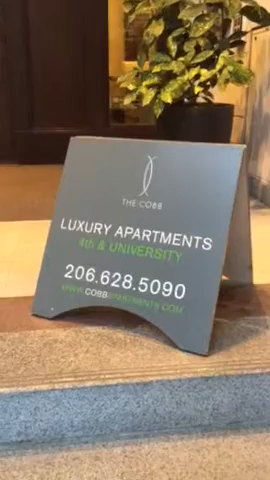 THE COBB
LUXURY APARTMENTS
4th & UNIVERSITY
206.628.5090
WWW.COBBAPARTMENTS.COM